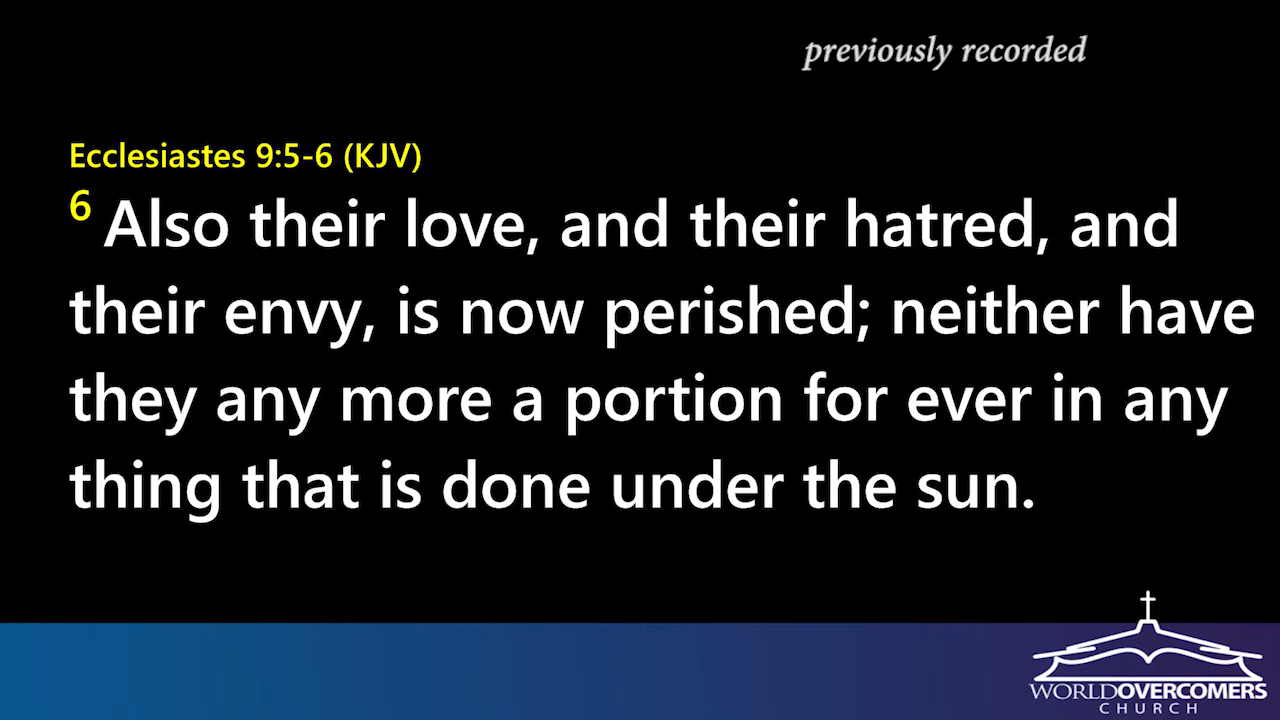 previously recorded
Ecclesiastes 9:5-6 (KJV)
6 Also their love, and their hatred, and
their envy, is now perished; neither have
they any more a portion for ever in any
thing that is done under the sun.
WORLDOVERCOMERS
CHURCH